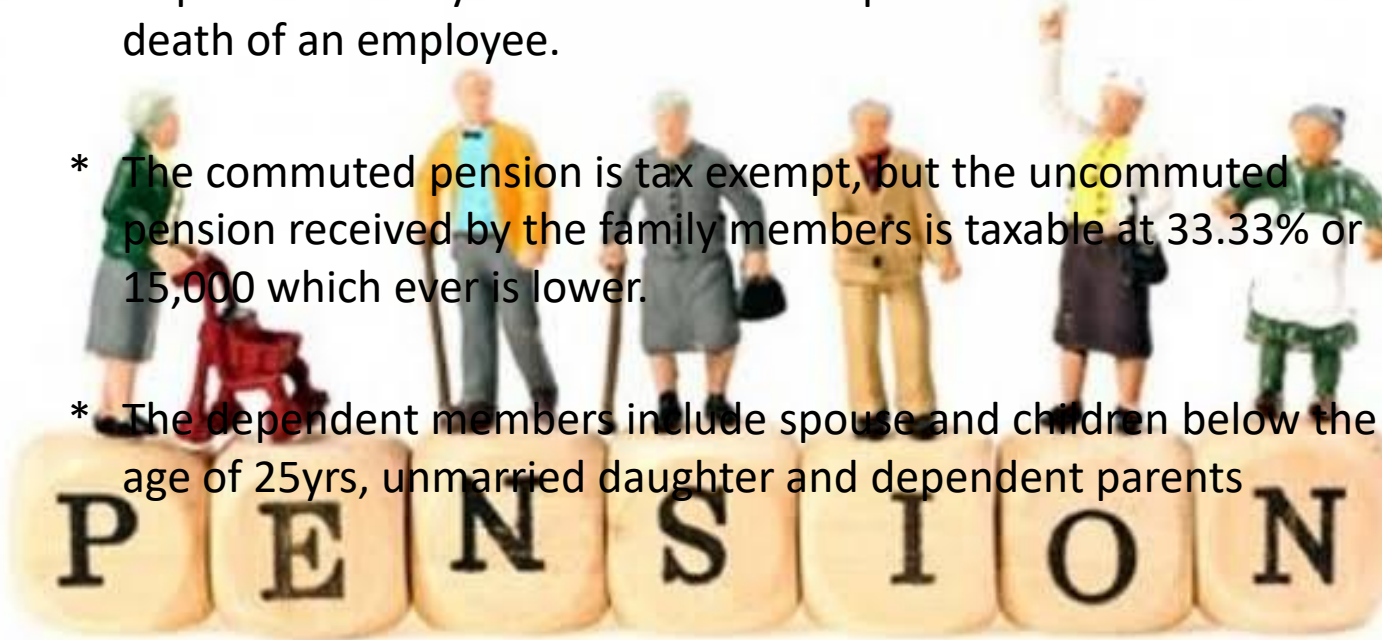 death of an employee.
* The commuted pension is tax exempt, but the uncommuted
pension received by the family members is taxable at 33.33% or
15,000 which ever is lower.
* The dependent members include spouse and children below the
age of 25yrs, unmarried daughter and dependent parents
PENSION